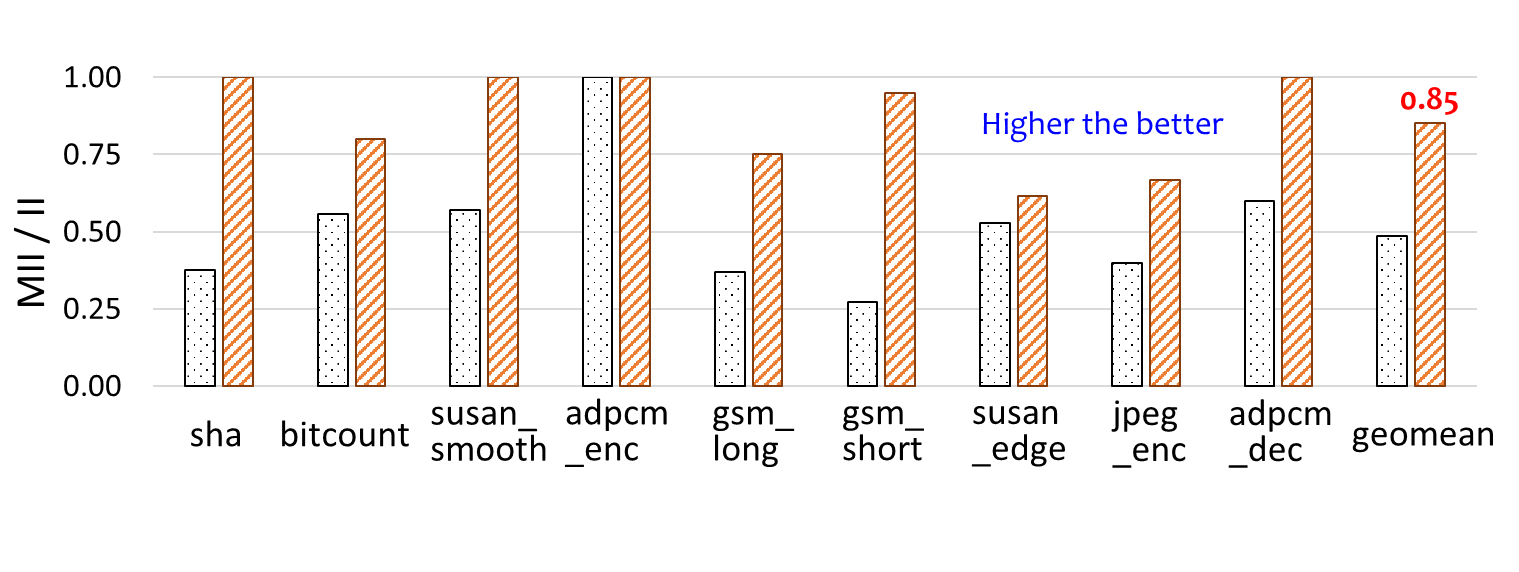 1.00
0.75
0.50
0.25
0.00
MII / II
Higher the better
0.85
sha
bitcount
susan_
smooth
adpcm
_enc
gsm_
long
gsm_
short
susan
_edge
jpeg
_enc
adpcm
_dec
geomean